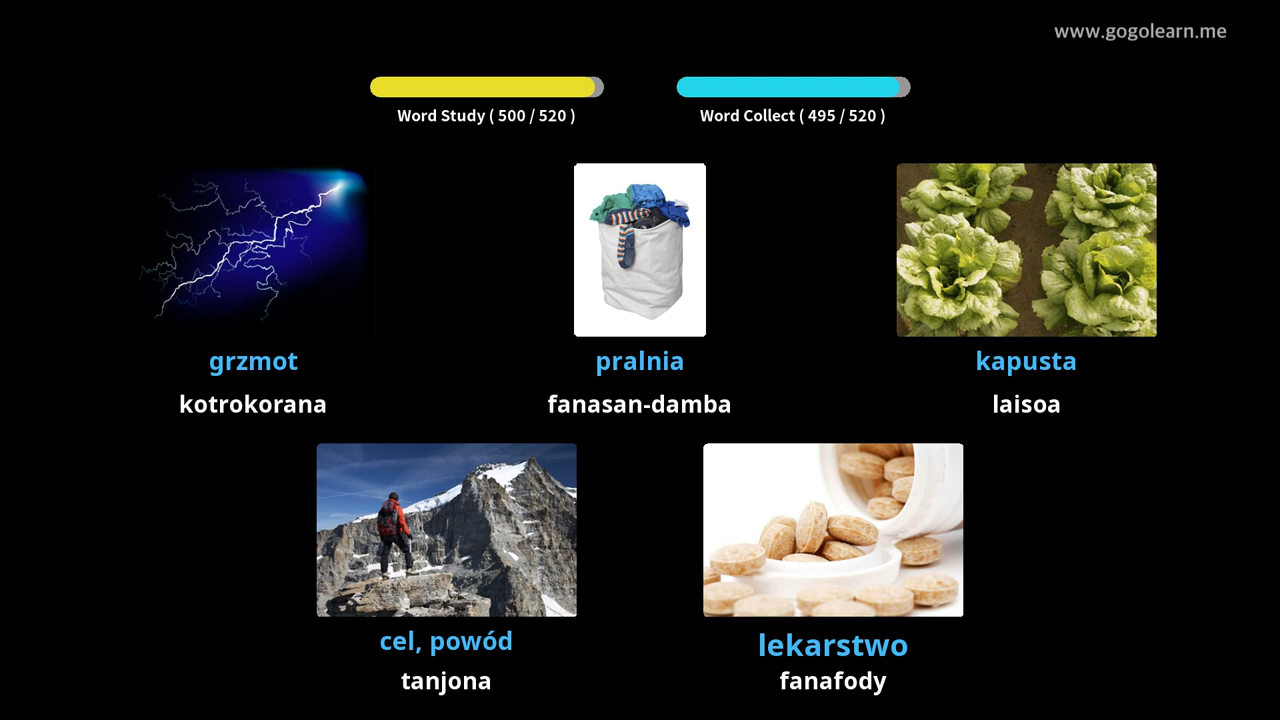 www.gogolearn.me
Word Study ( 500 / 520 )
Word Collect ( 495 / 520 )
grzmot
kotrokorana
pralnia
fanasan-damba
kapusta
laisoa
cel, powód
tanjona
lekarstwo
fanafody